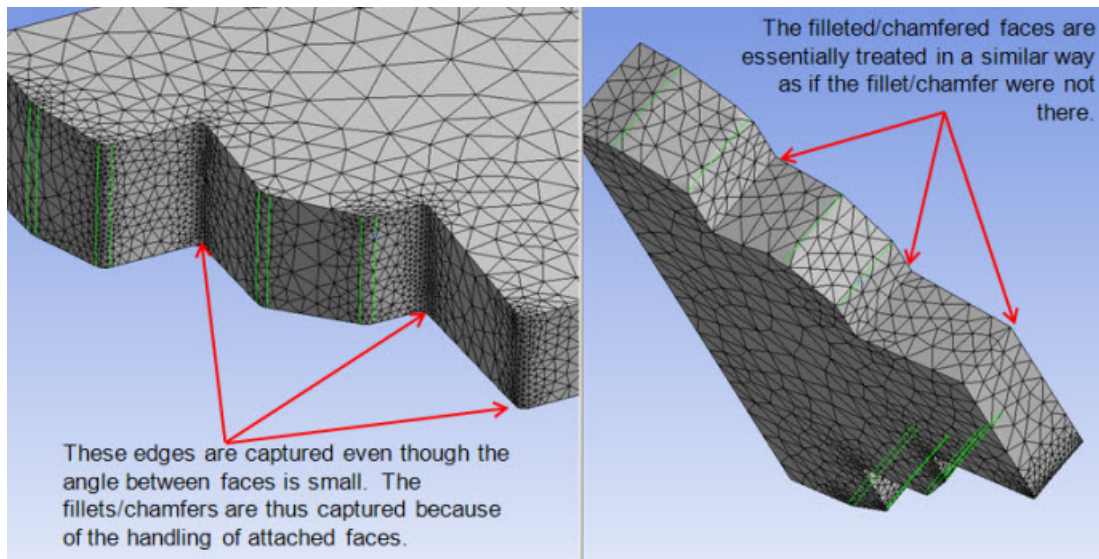 These edges are captured even though the
angle between faces is small.  The
fillets/chamfers are thus captured because
of the handling of attached faces.
The filleted/chamfered faces are
essentially treated in a similar way
as if the fillet/chamfer were not
there.